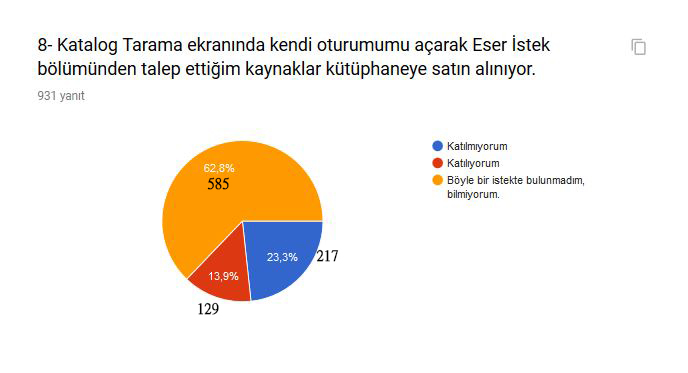 8- Katalog Tarama ekranında kendi oturumumu açarak Eser İstek
bölümünden talep ettiğim kaynaklar kütüphaneye satın alınıyor.
931 yanıt
Katılmıyorum
Katılıyorum
Böyle bir istekte bulunmadım,
bilmiyorum.
62,8%
585
23,3%
217
13,9%
129